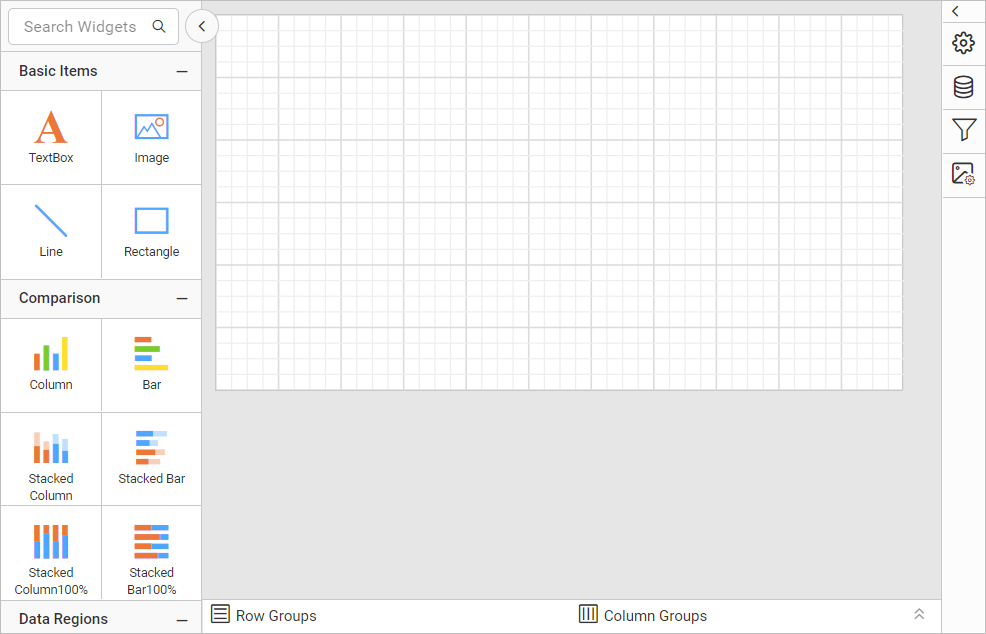 Search Widgets
Basic Items
TextBox
Image
Line
Rectangle
Comparison
Column
Bar
Stacked
Column
Stacked Bar
Stacked
Column100%
Stacked
Bar100%
Data Regions
Row Groups
Column Groups